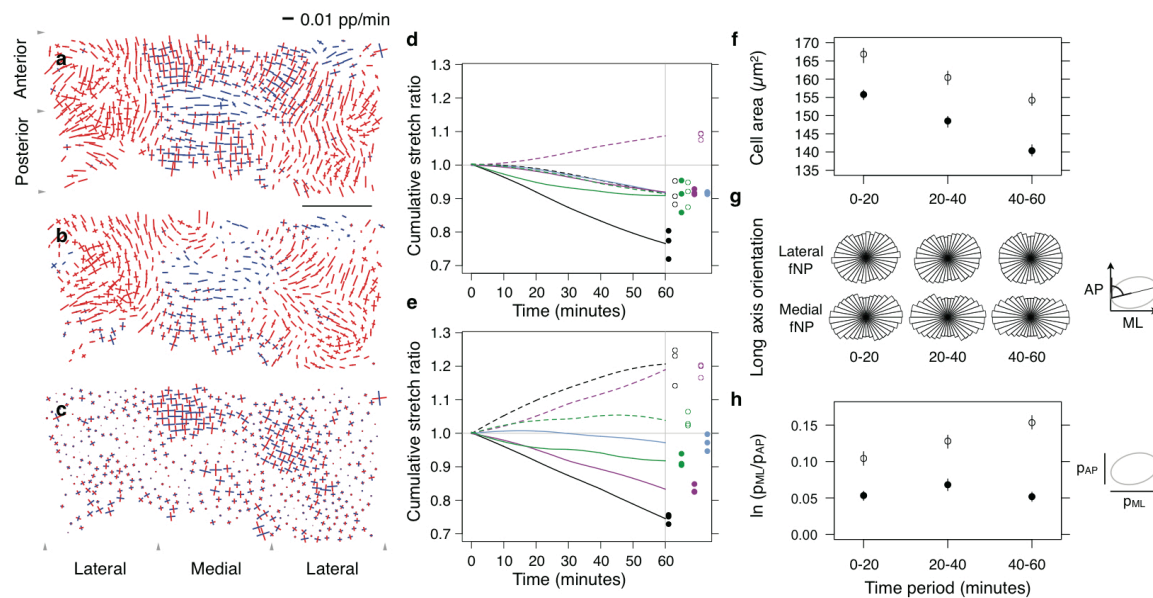 0.01 pp/min
a
Anterior
Posterior
b
c
Lateral
Medial
Lateral
d
Cumulative stretch ratio
1.3
1.2
1.1
1.0
0.9
0.8
0.7
0 10 20 30 40 50 60
Time (minutes)
e
Cumulative stretch ratio
1.3
1.2
1.1
1.0
0.9
0.8
0.7
0 10 20 30 40 50 60
Time (minutes)
f
Cell area (μm²)
170
165
160
155
150
145
140
135
0-20 20-40 40-60
g
Long axis orientation
Lateral
fNP
Medial
fNP
0-20 20-40 40-60
AP
ML
h
ln (pML/pAP)
0.15
0.10
0.05
0.00
0-20 20-40 40-60
Time period (minutes)
pAP
pML